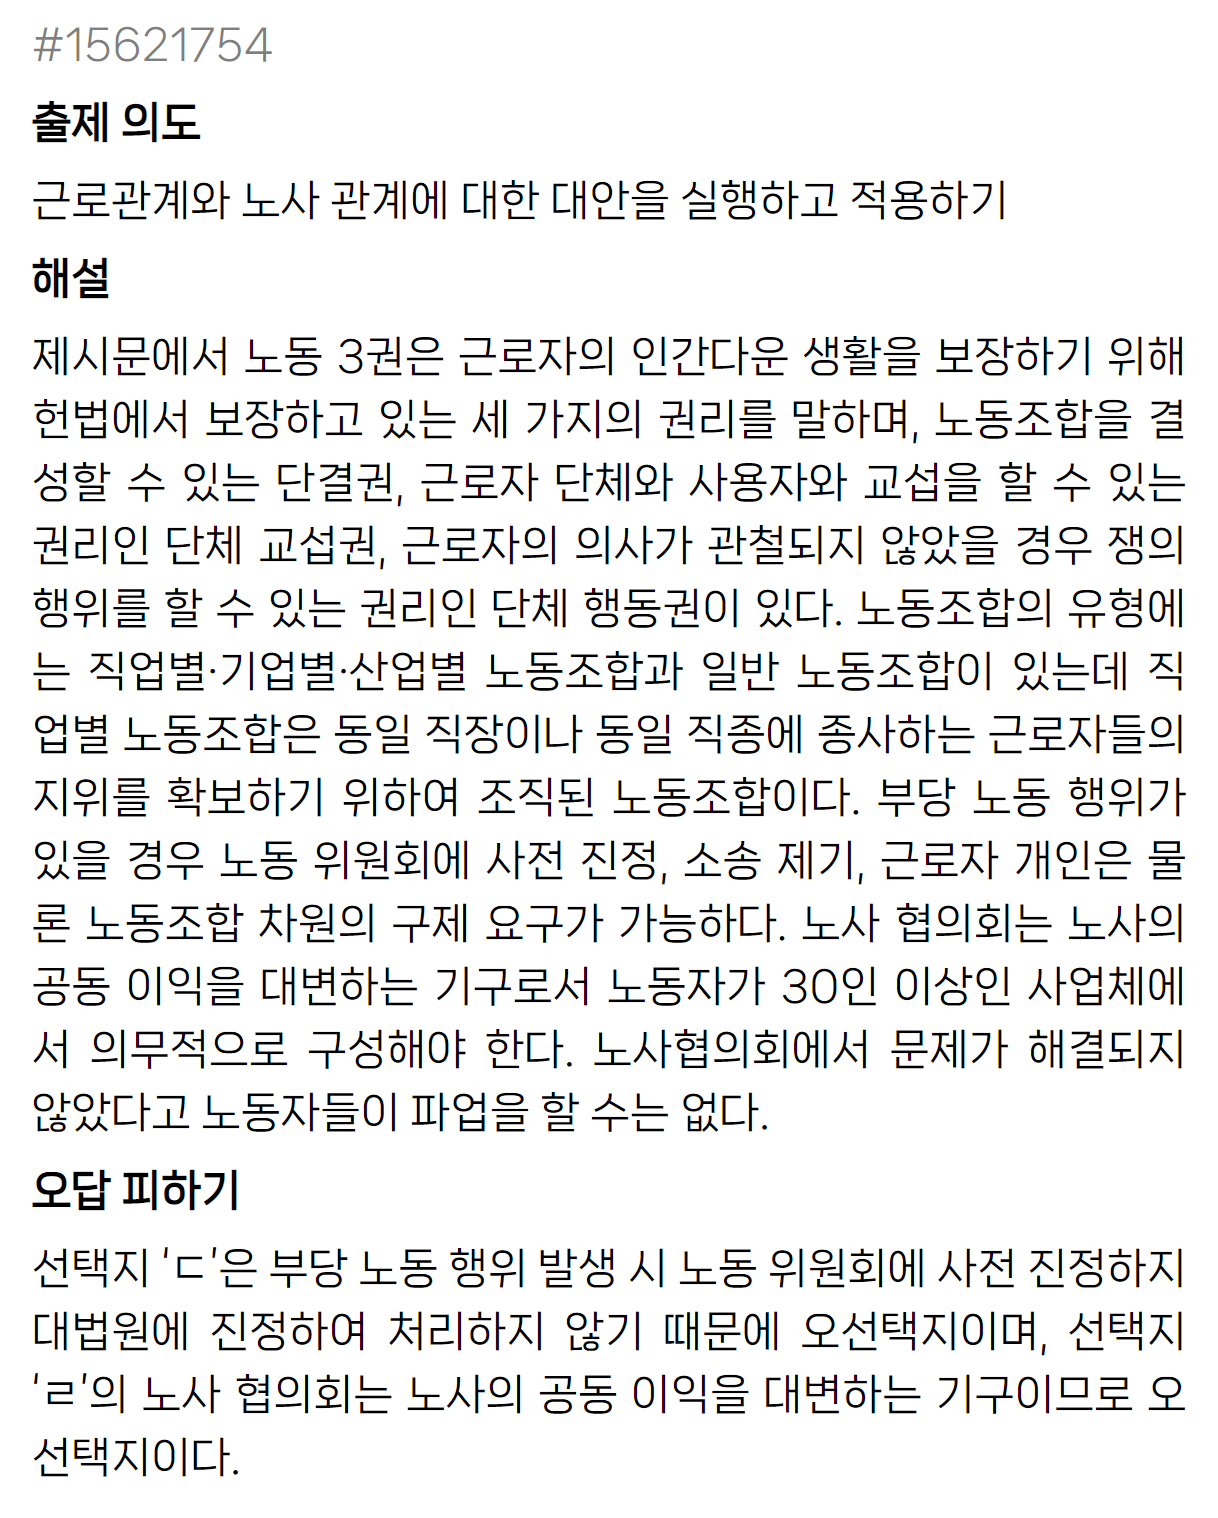 #15621754
출제 의도
근로관계와 노사 관계에 대한 대안을 실행하고 적용하기
해설
제시문에서 노동 3권은 근로자의 인간다운 생활을 보장하기 위해
헌법에서 보장하고 있는 세 가지의 권리를 말하며, 노동조합을 결
성할 수 있는 단결권, 근로자 단체와 사용자와 교섭을 할 수 있는
권리인 단체 교섭권, 근로자의 의사가 관철되지 않았을 경우 쟁의
행위를 할 수 있는 권리인 단체 행동권이 있다. 노동조합의 유형에
는 직업별·기업별·산업별 노동조합과 일반 노동조합이 있는데 직
업별 노동조합은 동일 직장이나 동일 직종에 종사하는 근로자들의
지위를 확보하기 위하여 조직된 노동조합이다. 부당 노동 행위가
있을 경우 노동 위원회에 사전 진정, 소송 제기, 근로자 개인은 물
론 노동조합 차원의 구제 요구가 가능하다. 노사 협의회는 노사의
공동 이익을 대변하는 기구로서 노동자가 30인 이상인 사업체에
서 의무적으로 구성해야 한다. 노사협의회에서 문제가 해결되지
않았다고 노동자들이 파업을 할 수는 없다.
오답 피하기
선택지 'ㄷ'은 부당 노동 행위 발생 시 노동 위원회에 사전 진정하지
대법원에 진정하여 처리하지 않기 때문에 오선택지이며, 선택지
'ㄹ'의 노사 협의회는 노사의 공동 이익을 대변하는 기구이므로 오
선택지이다.